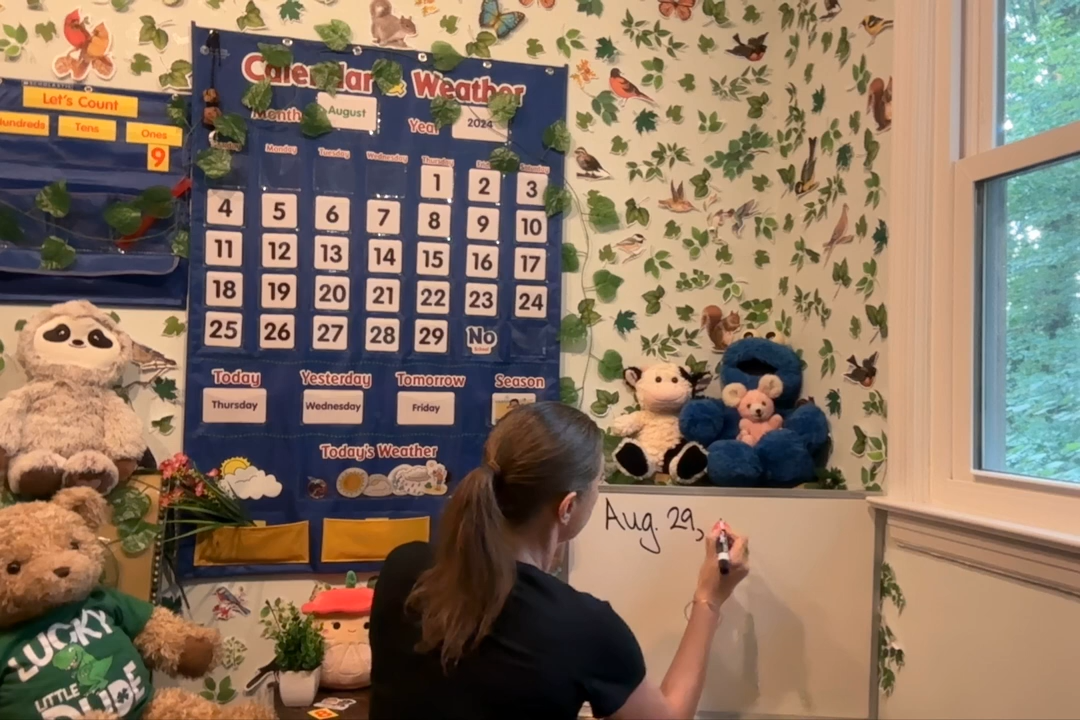 Let's Count
Hundreds Tens Ones
9
Calendar & Weather
Month August Year 2024
Monday Tuesday Wednesday Thursday
1 2 3
4 5 6 7 8 9 10
11 12 13 14 15 16 17
18 19 20 21 22 23 24
25 26 27 28 29 No School
Today Yesterday Tomorrow Season
Thursday Wednesday Friday
Today's Weather
Aug. 29,
LUCKY
LITTLE
DUDE